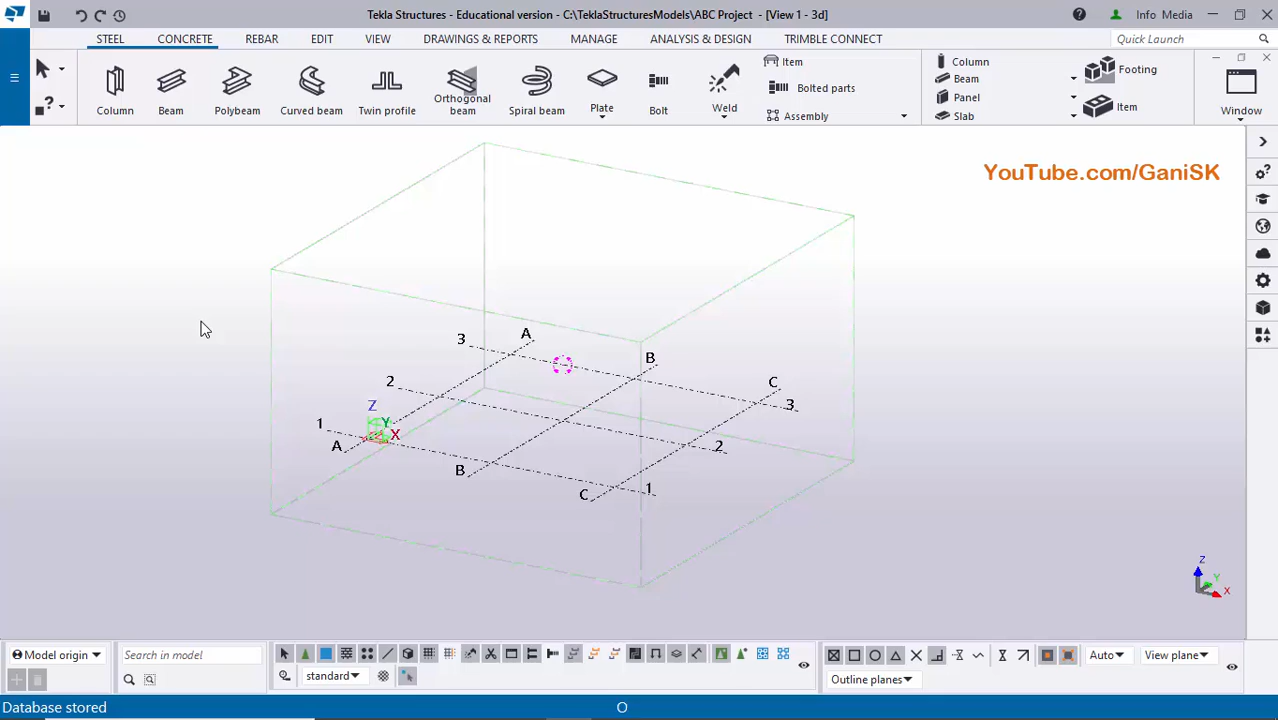 Tekla Structures - Educational version - C:\TeklaStructuresModels\ABC Project - [View 1 - 3d]
Info Media
STEEL CONCRETE REBAR EDIT VIEW DRAWINGS & REPORTS MANAGE ANALYSIS & DESIGN TRIMBLE CONNECT
Quick Launch
Column
Beam
Polybeam
Curved beam
Twin profile
Orthogonal
beam
Spiral beam
Plate
Bolt
Weld
Item
Bolted parts
Assembly
Column
Beam
Panel
Slab
Footing
Item
Window
YouTube.com/GaniSK
3 A
B
2 C
3
Z
1 Y
X
A 2
B
C 1
Z
Y
X
Model origin
Search in model
standard
Auto
View plane
Outline planes
Database stored
O